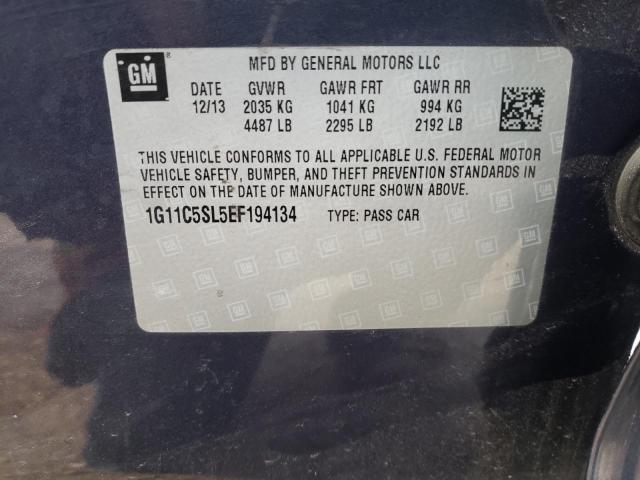 GM
MFD BY GENERAL MOTORS LLC
DATE GVWR GAWR FRT GAWR RR
12/13 2035 KG 1041 KG 994 KG
4487 LB 2295 LB 2192 LB
THIS VEHICLE CONFORMS TO ALL APPLICABLE U.S. FEDERAL MOTOR
VEHICLE SAFETY, BUMPER, AND THEFT PREVENTION STANDARDS IN
EFFECT ON THE DATE OF MANUFACTURE SHOWN ABOVE.
1G11C5SL5EF194134 TYPE: PASS CAR